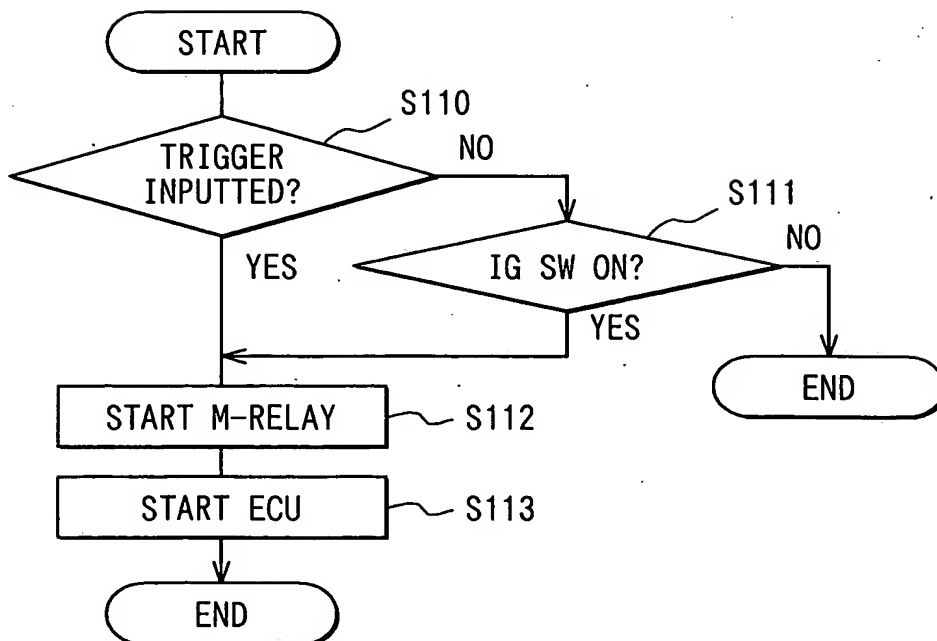 START
S110
TRIGGER
INPUTTED?
NO
S111
YES
IG SW ON?
NO
YES
END
START M-RELAY
S112
START ECU
S113
END